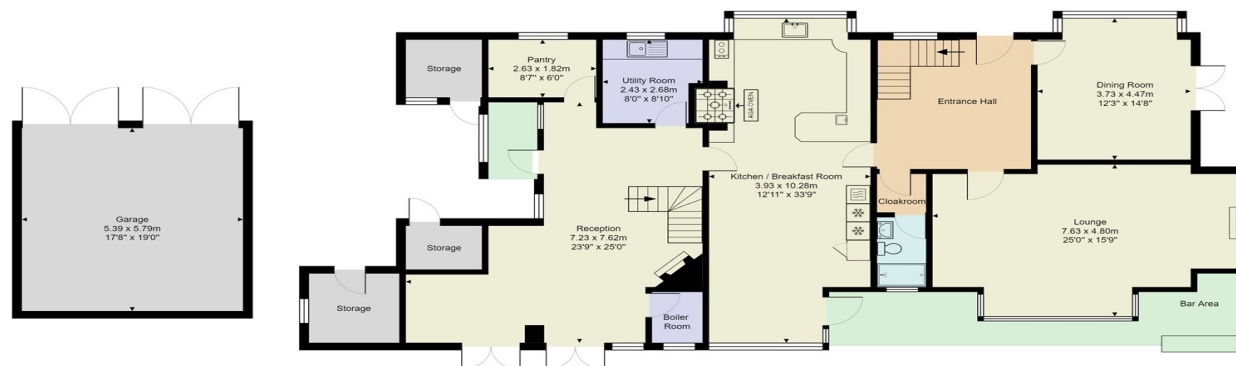 Storage
Pantry
2.63 x 1.82m
8'7" x 6'0"
Utility Room
2.43 x 2.68m
8'0" x 8'10"
AGA OVEN
Entrance Hall
Dining Room
3.73 x 4.47m
12'3" x 14'8"
Garage
5.39 x 5.79m
17'8" x 19'0"
Storage
Reception
7.23 x 7.62m
23'9" x 25'0"
Kitchen / Breakfast Room
3.93 x 10.28m
12'11" x 33'9"
Cloakroom
Lounge
7.63 x 4.80m
25'0" x 15'9"
Storage
Boiler
Room
Bar Area